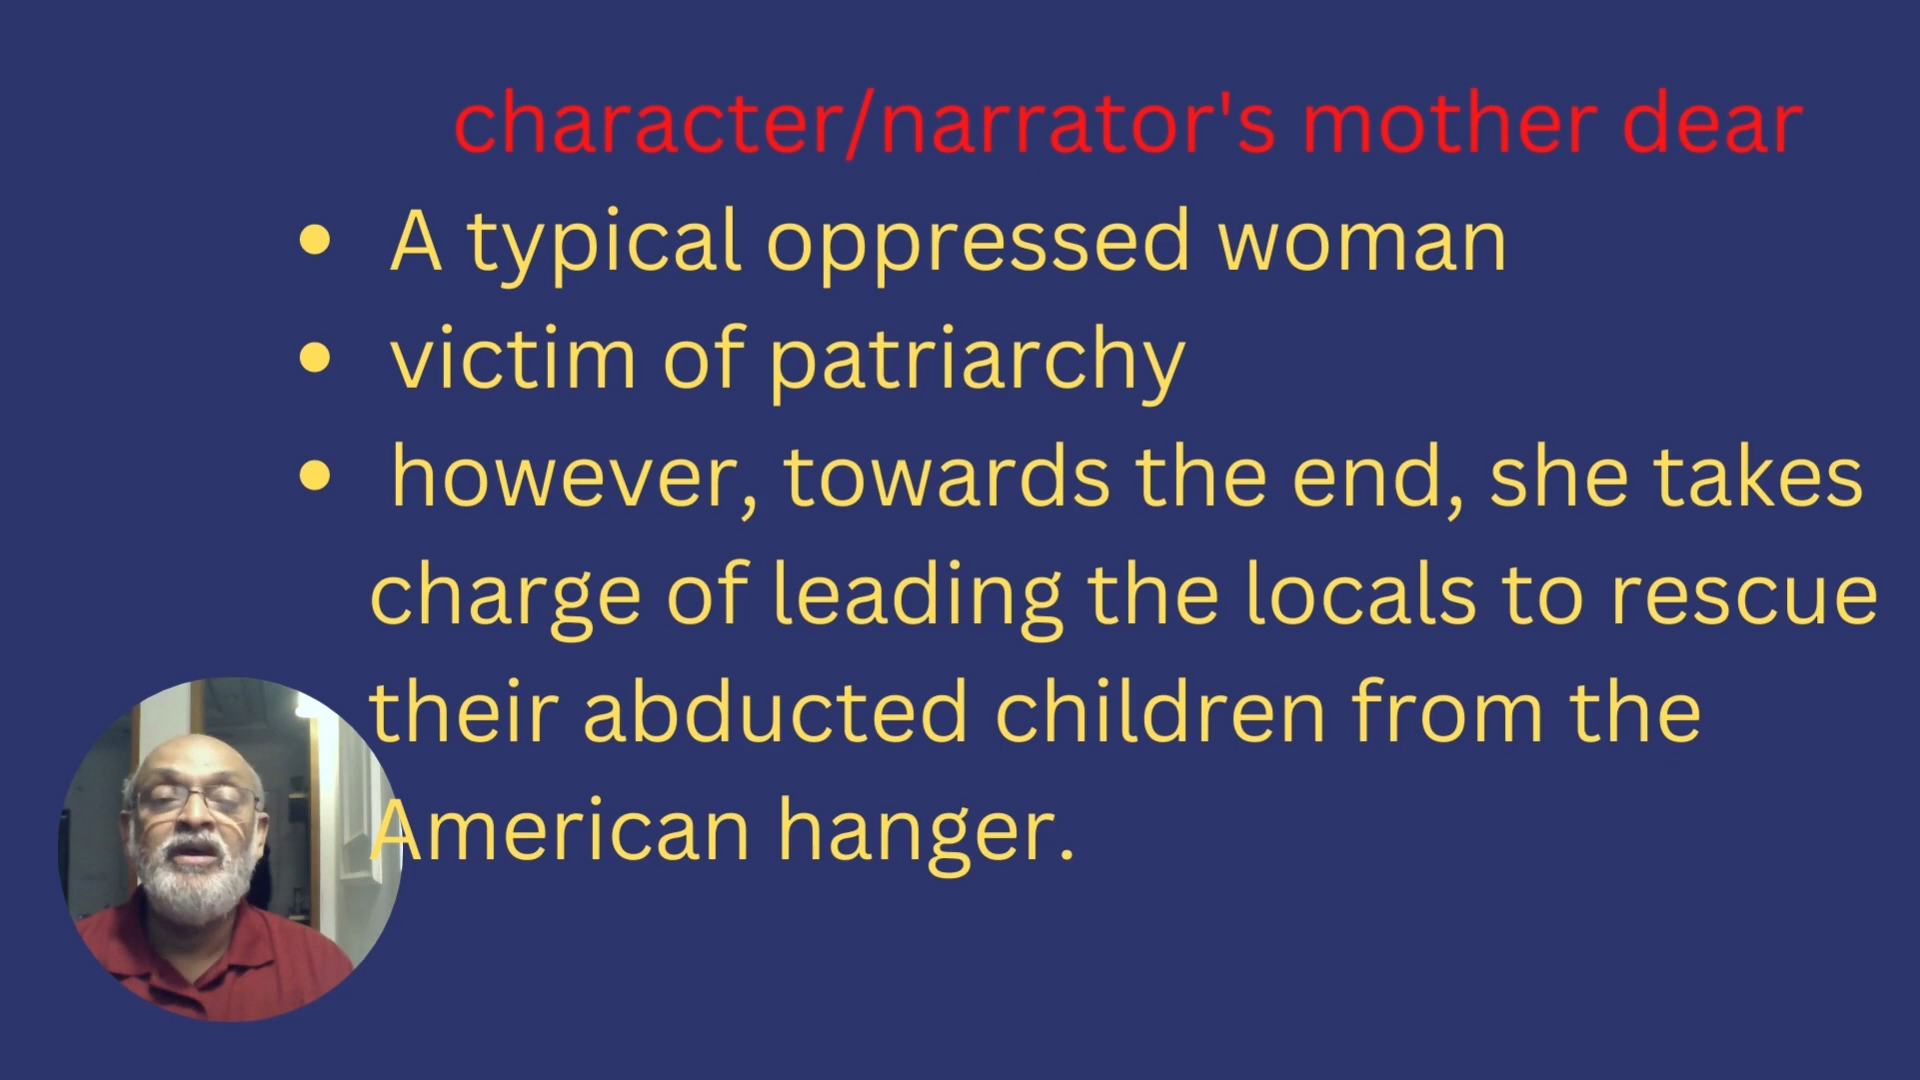 character/narrator's mother dear
• A typical oppressed woman
• victim of patriarchy
• however, towards the end, she takes
charge of leading the locals to rescue
their abducted children from the
American hanger.